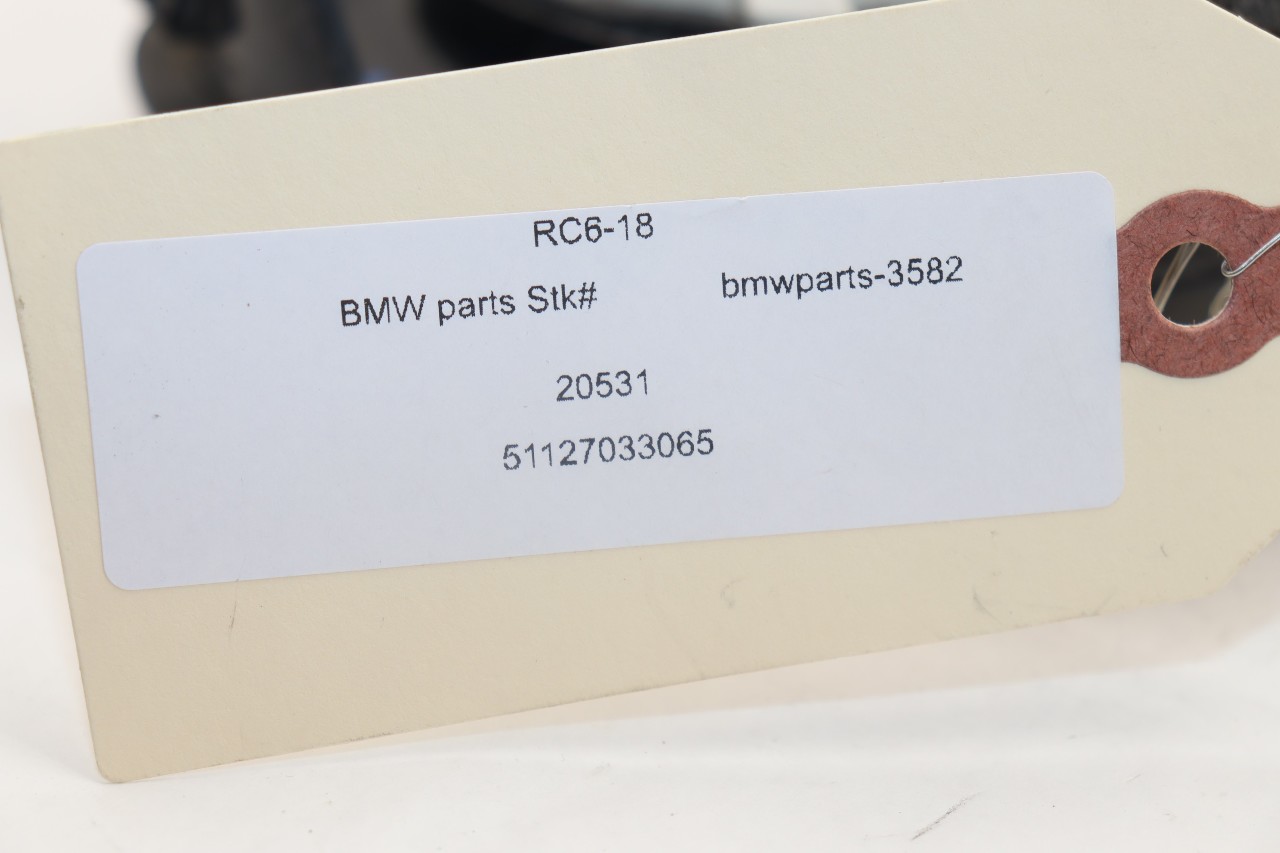 RC6-18
BMW parts Stk# bmwparts-3582
20531
51127033065